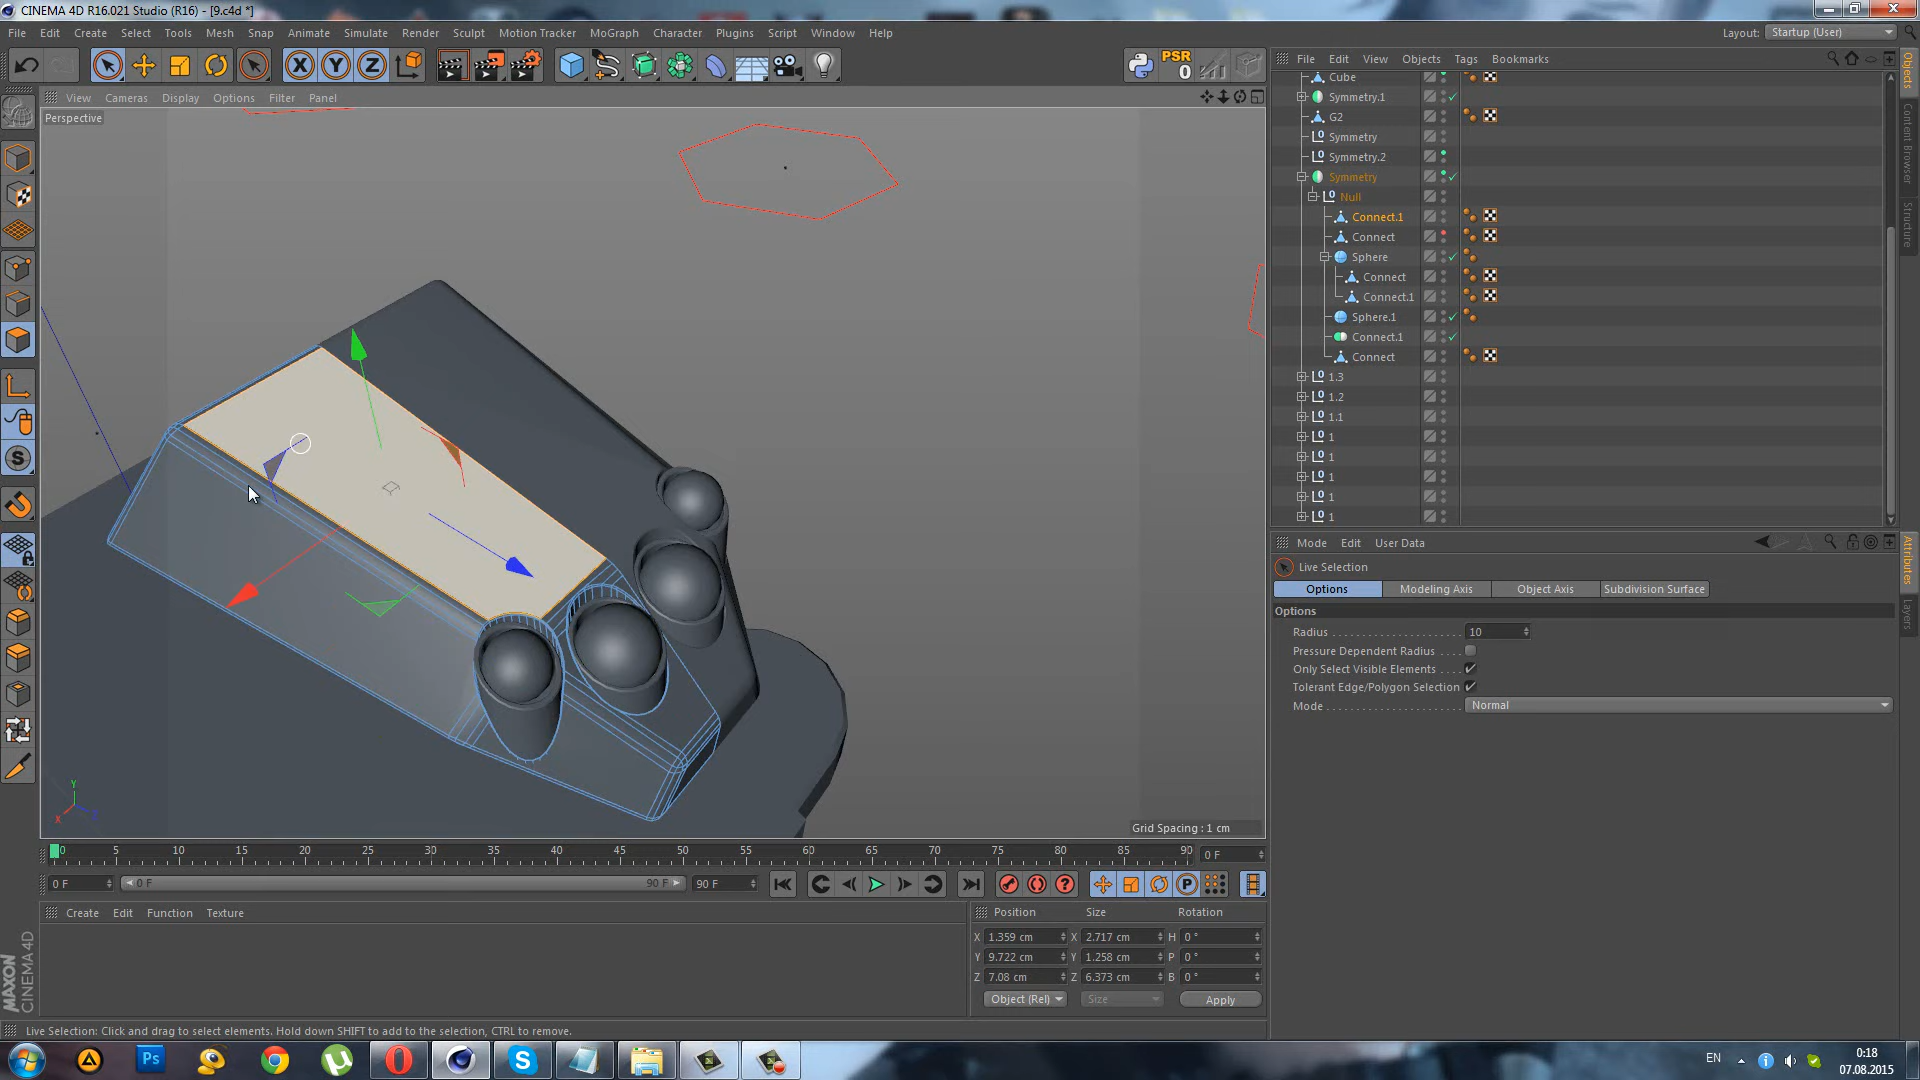 CINEMA 4D R16.021 Studio (R16) - [9.c4d *]
File Edit Create Select Tools Mesh Snap Animate Simulate Render Sculpt Motion Tracker MoGraph Character Plugins Script Window Help
Layout: Startup (User)
X Y Z PSR 0
File Edit View Objects Tags Bookmarks
View Cameras Display Options Filter Panel
Perspective
Cube
Symmetry.1
G2
Symmetry
Symmetry.2
Symmetry
Null
Connect.1
Connect
Sphere
Connect
Connect.1
Sphere.1
Connect.1
Connect
1.3
1.2
1.1
1
1
1
1
1
Objects
Content Browser
Structure
Mode Edit User Data
Live Selection
Options Modeling Axis Object Axis Subdivision Surface
Options
Radius 10
Pressure Dependent Radius
Only Select Visible Elements
Tolerant Edge/Polygon Selection
Mode Normal
Attributes
Layers
Grid Spacing : 1 cm
0 5 10 15 20 25 30 35 40 45 50 55 60 65 70 75 80 85 90 0 F
0 F 0 F 90 F 90 F
Create Edit Function Texture
Position Size Rotation
X 1.359 cm X 2.717 cm H 0 °
Y 9.722 cm Y 1.258 cm P 0 °
Z 7.08 cm Z 6.373 cm B 0 °
Object (Rel) Size Apply
MAXON
CINEMA 4D
Live Selection: Click and drag to select elements. Hold down SHIFT to add to the selection, CTRL to remove.
Ps
EN
0:18
07.08.2015